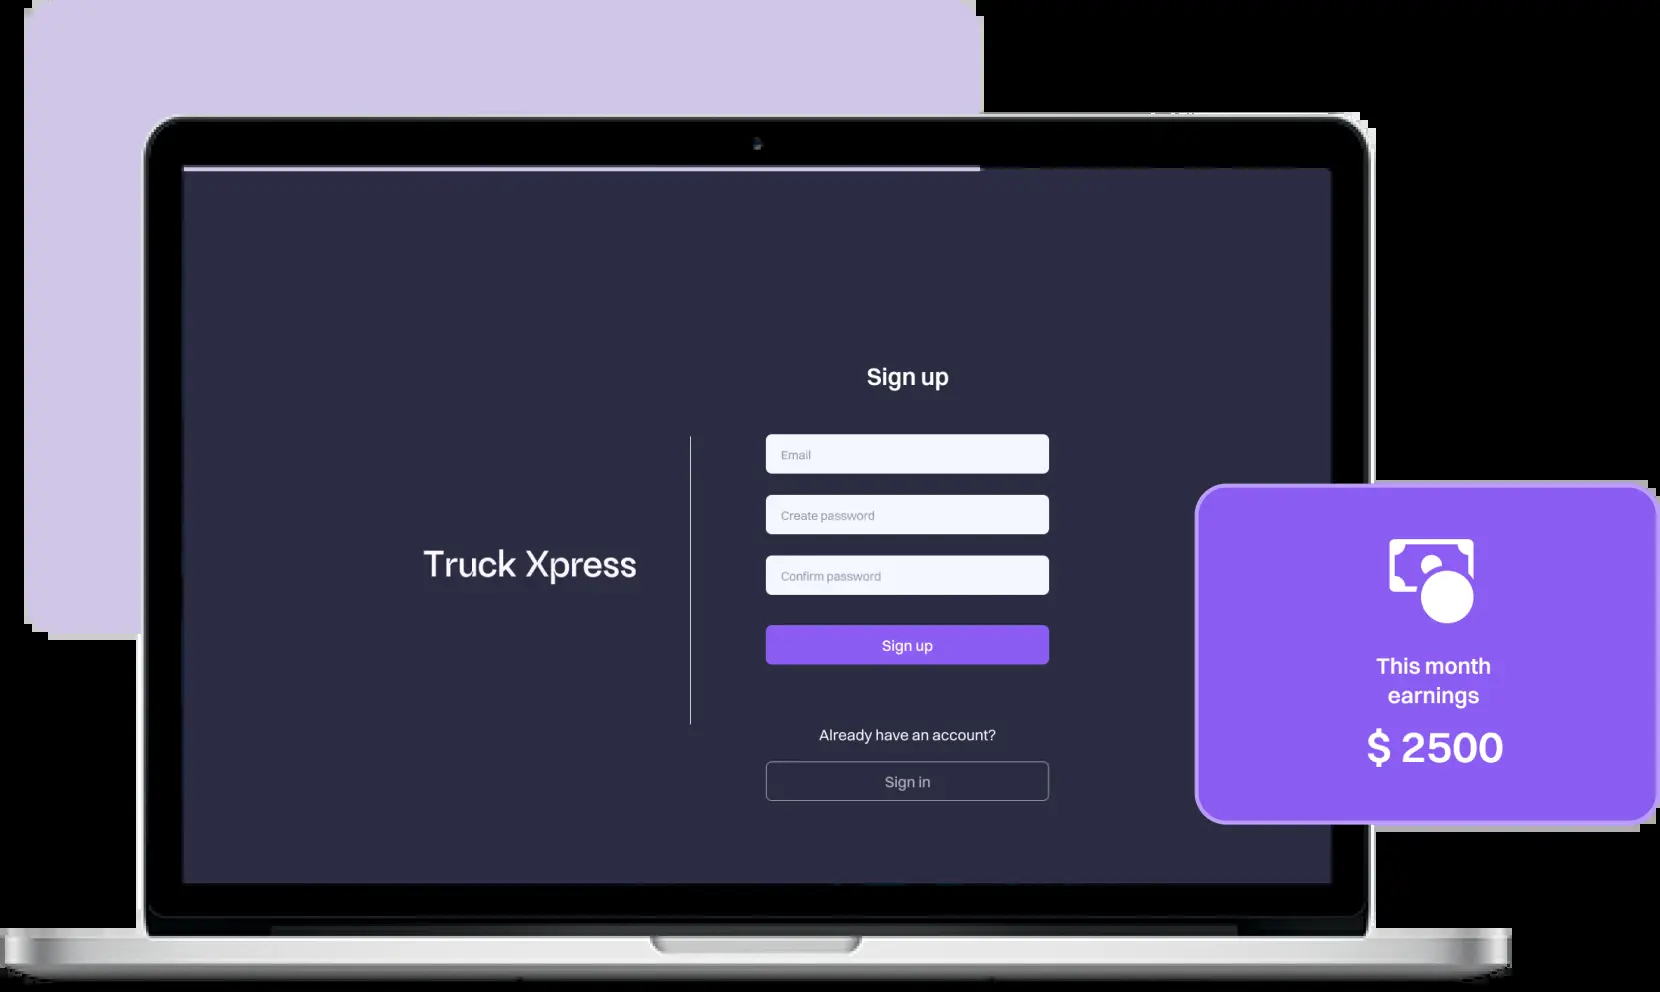 Sign up
Email
Create password
Truck Xpress
Confirm password
Sign up
Already have an account?
Sign in
This month
earnings
$ 2500